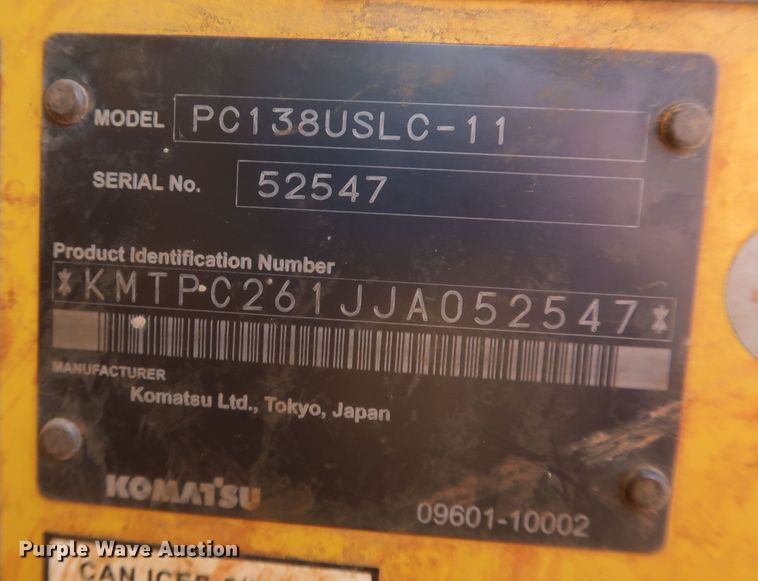 MODEL PC138USLC-11
SERIAL No. 52547
Product Identification Number
*KMTPC261JJA052547*
MANUFACTURER
Komatsu Ltd., Tokyo, Japan
KOMATSU
09601-10002
Purple Wave Auction